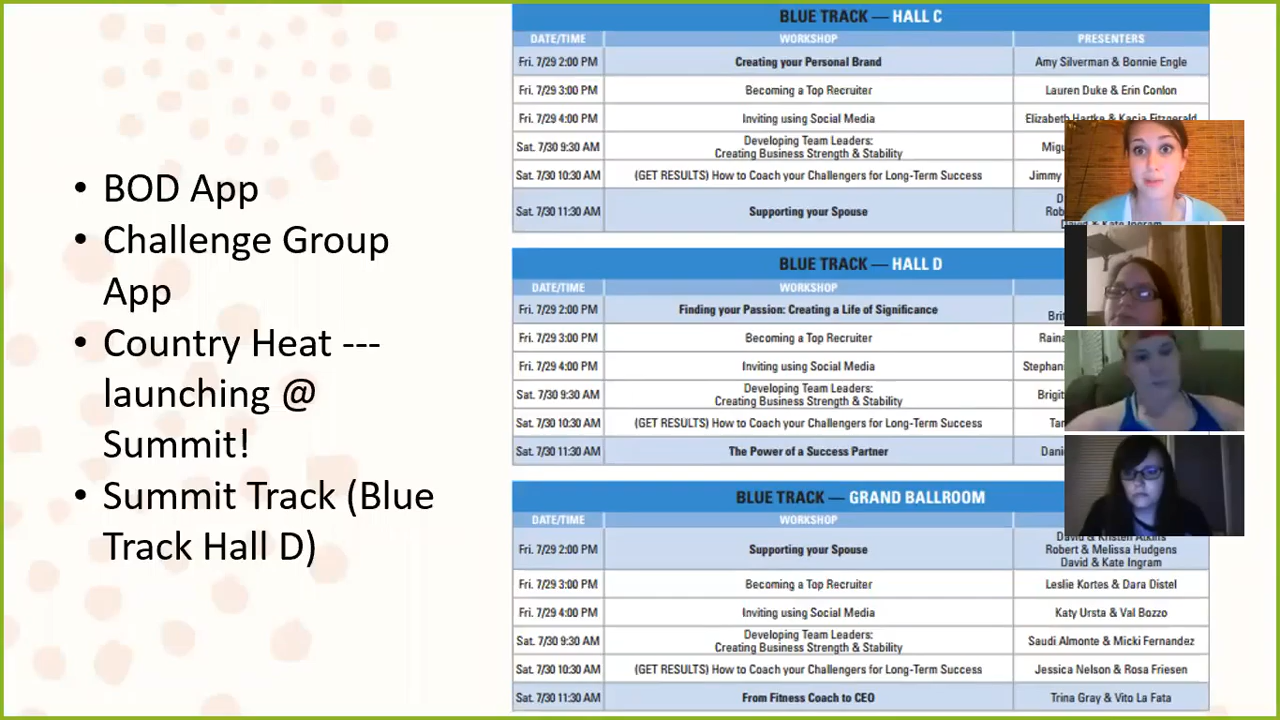 • BOD App
• Challenge Group
App
• Country Heat ---
launching @
Summit!
• Summit Track (Blue
Track Hall D)
BLUE TRACK — HALL C
DATE/TIME WORKSHOP PRESENTERS
Fri. 7/29 2:00 PM Creating your Personal Brand Amy Silverman & Bonnie Engle
Fri. 7/29 3:00 PM Becoming a Top Recruiter Lauren Duke & Erin Conlon
Fri. 7/29 4:00 PM Inviting using Social Media Elizabeth Hartke & Kacia Fitzgerald
Sat. 7/30 9:30 AM Developing Team Leaders:
Creating Business Strength & Stability
Sat. 7/30 10:30 AM (GET RESULTS) How to Coach your Challengers for Long-Term Success Jimmy
Sat. 7/30 11:30 AM Supporting your Spouse
David & Kate Ingram
BLUE TRACK — HALL D
DATE/TIME WORKSHOP
Fri. 7/29 2:00 PM Finding your Passion: Creating a Life of Significance
Fri. 7/29 3:00 PM Becoming a Top Recruiter
Fri. 7/29 4:00 PM Inviting using Social Media
Sat. 7/30 9:30 AM Developing Team Leaders:
Creating Business Strength & Stability
Sat. 7/30 10:30 AM (GET RESULTS) How to Coach your Challengers for Long-Term Success
Sat. 7/30 11:30 AM The Power of a Success Partner
BLUE TRACK — GRAND BALLROOM
DATE/TIME WORKSHOP
Fri. 7/29 2:00 PM Supporting your Spouse David & Kristen Atkins
Robert & Melissa Hudgens
David & Kate Ingram
Fri. 7/29 3:00 PM Becoming a Top Recruiter Leslie Kortes & Dara Distel
Fri. 7/29 4:00 PM Inviting using Social Media Katy Ursta & Val Bozzo
Sat. 7/30 9:30 AM Developing Team Leaders:
Creating Business Strength & Stability Saudi Almonte & Micki Fernandez
Sat. 7/30 10:30 AM (GET RESULTS) How to Coach your Challengers for Long-Term Success Jessica Nelson & Rosa Friesen
Sat. 7/30 11:30 AM From Fitness Coach to CEO Trina Gray & Vito La Fata